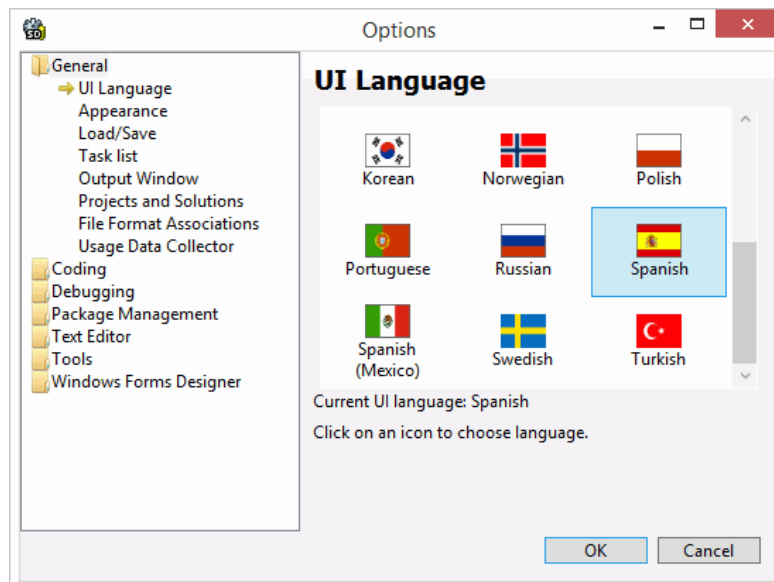 SD
Options
General
UI Language
Appearance
Load/Save
Task list
Output Window
Projects and Solutions
File Format Associations
Usage Data Collector
Coding
Debugging
Package Management
Text Editor
Tools
Windows Forms Designer
UI Language
Korean Norwegian Polish
Portuguese Russian Spanish
Spanish
(Mexico) Swedish Turkish
Current UI language: Spanish
Click on an icon to choose language.
OK Cancel